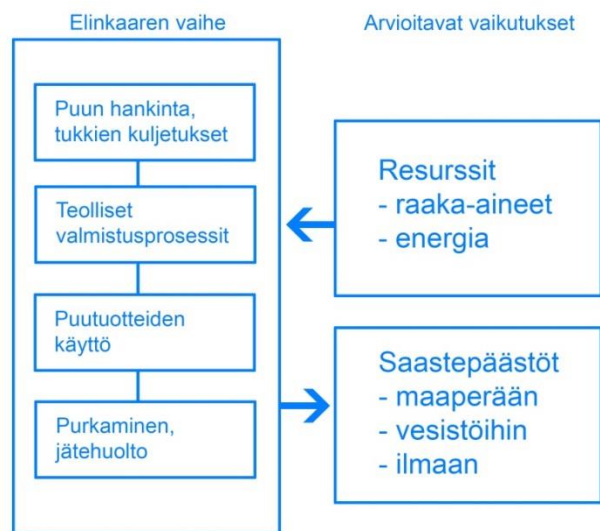 Elinkaaren vaihe
Puun hankinta,
tukkien kuljetukset
Teolliset
valmistusprosessit
Puutuotteiden
käyttö
Purkaminen,
jätehuolto
Arvioitavat vaikutukset
Resurssit
- raaka-aineet
- energia
Saastepäästöt
- maaperään
- vesistöihin
- ilmaan